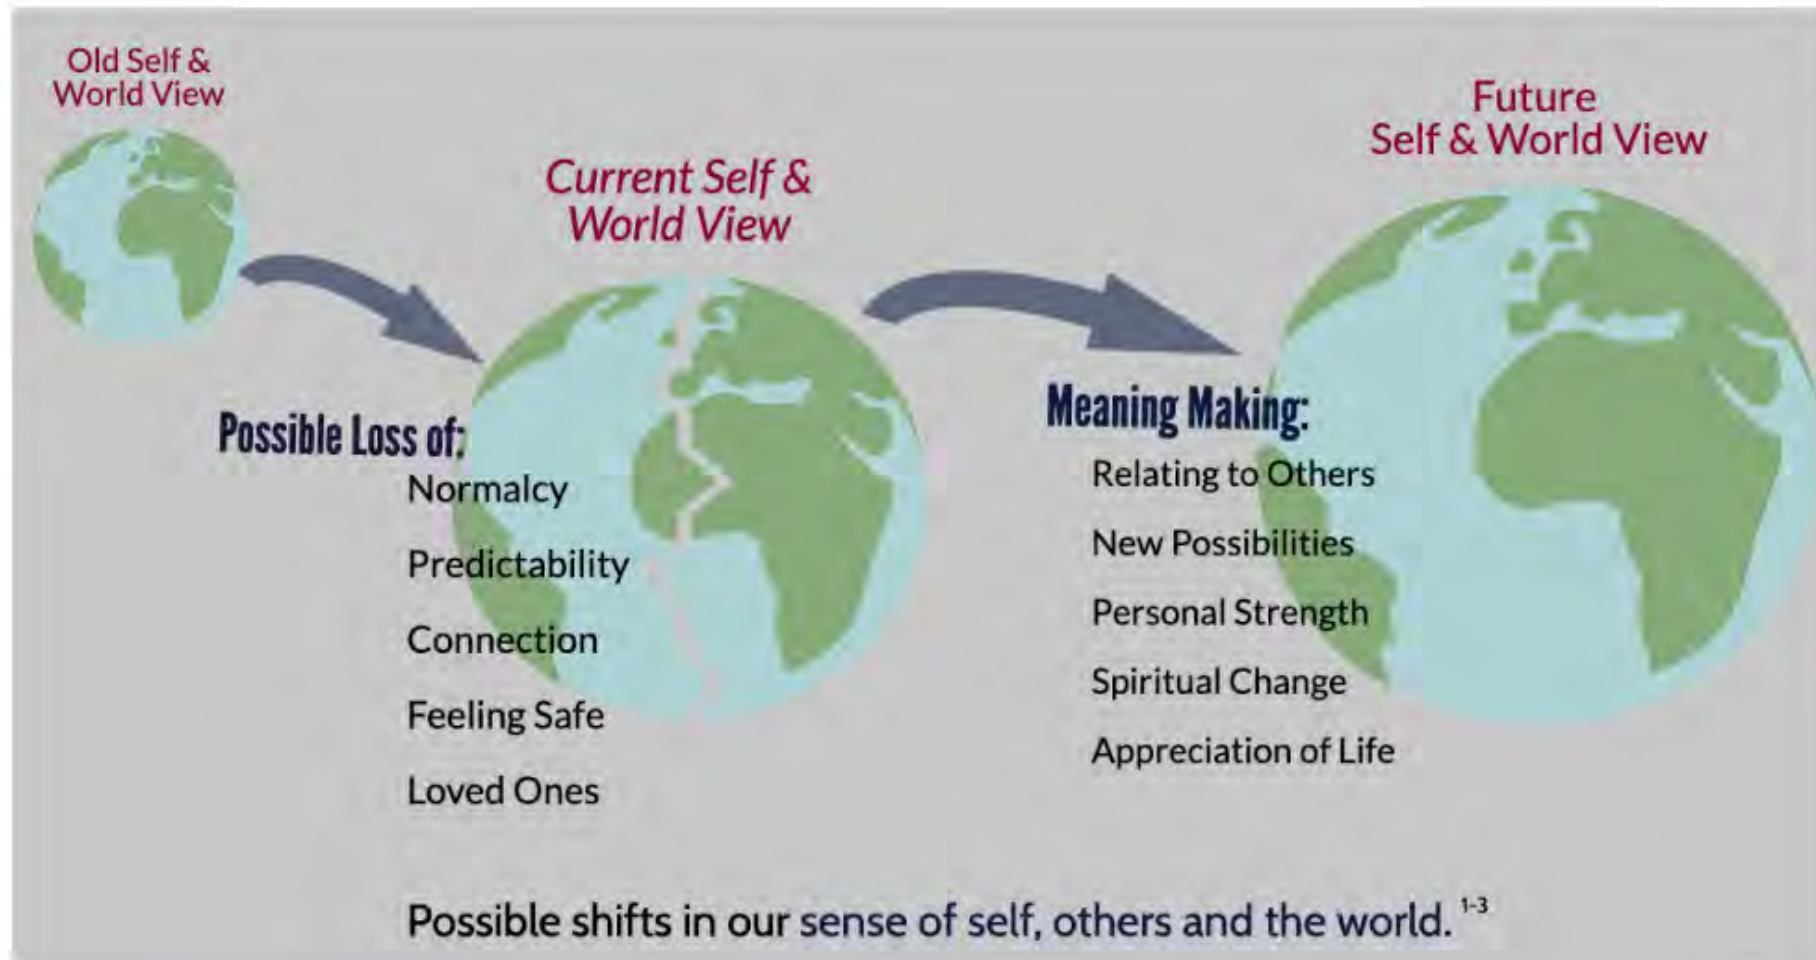 Old Self &
World View
Current Self &
World View
Future
Self & World View
Possible Loss of:
Normalcy
Predictability
Connection
Feeling Safe
Loved Ones
Meaning Making:
Relating to Others
New Possibilities
Personal Strength
Spiritual Change
Appreciation of Life
Possible shifts in our sense of self, others and the world. 1-3